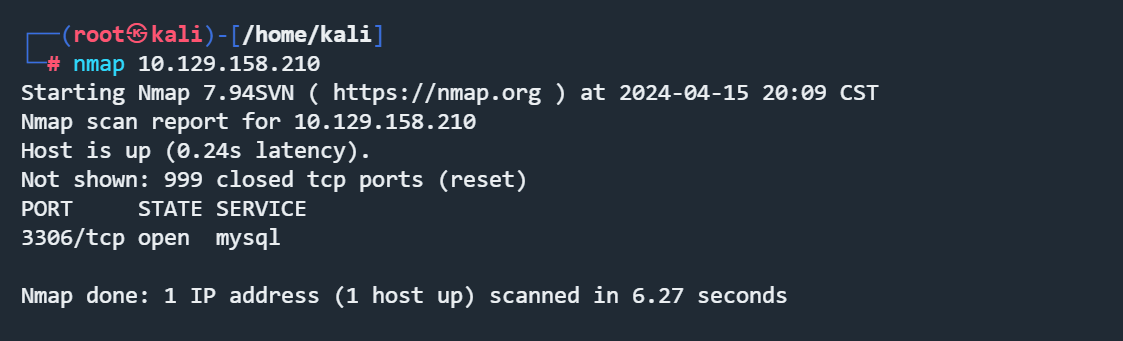 ┌──(root㉿kali)-[/home/kali]
└─# nmap 10.129.158.210
Starting Nmap 7.94SVN ( https://nmap.org ) at 2024-04-15 20:09 CST
Nmap scan report for 10.129.158.210
Host is up (0.24s latency).
Not shown: 999 closed tcp ports (reset)
PORT     STATE SERVICE
3306/tcp open  mysql
Nmap done: 1 IP address (1 host up) scanned in 6.27 seconds